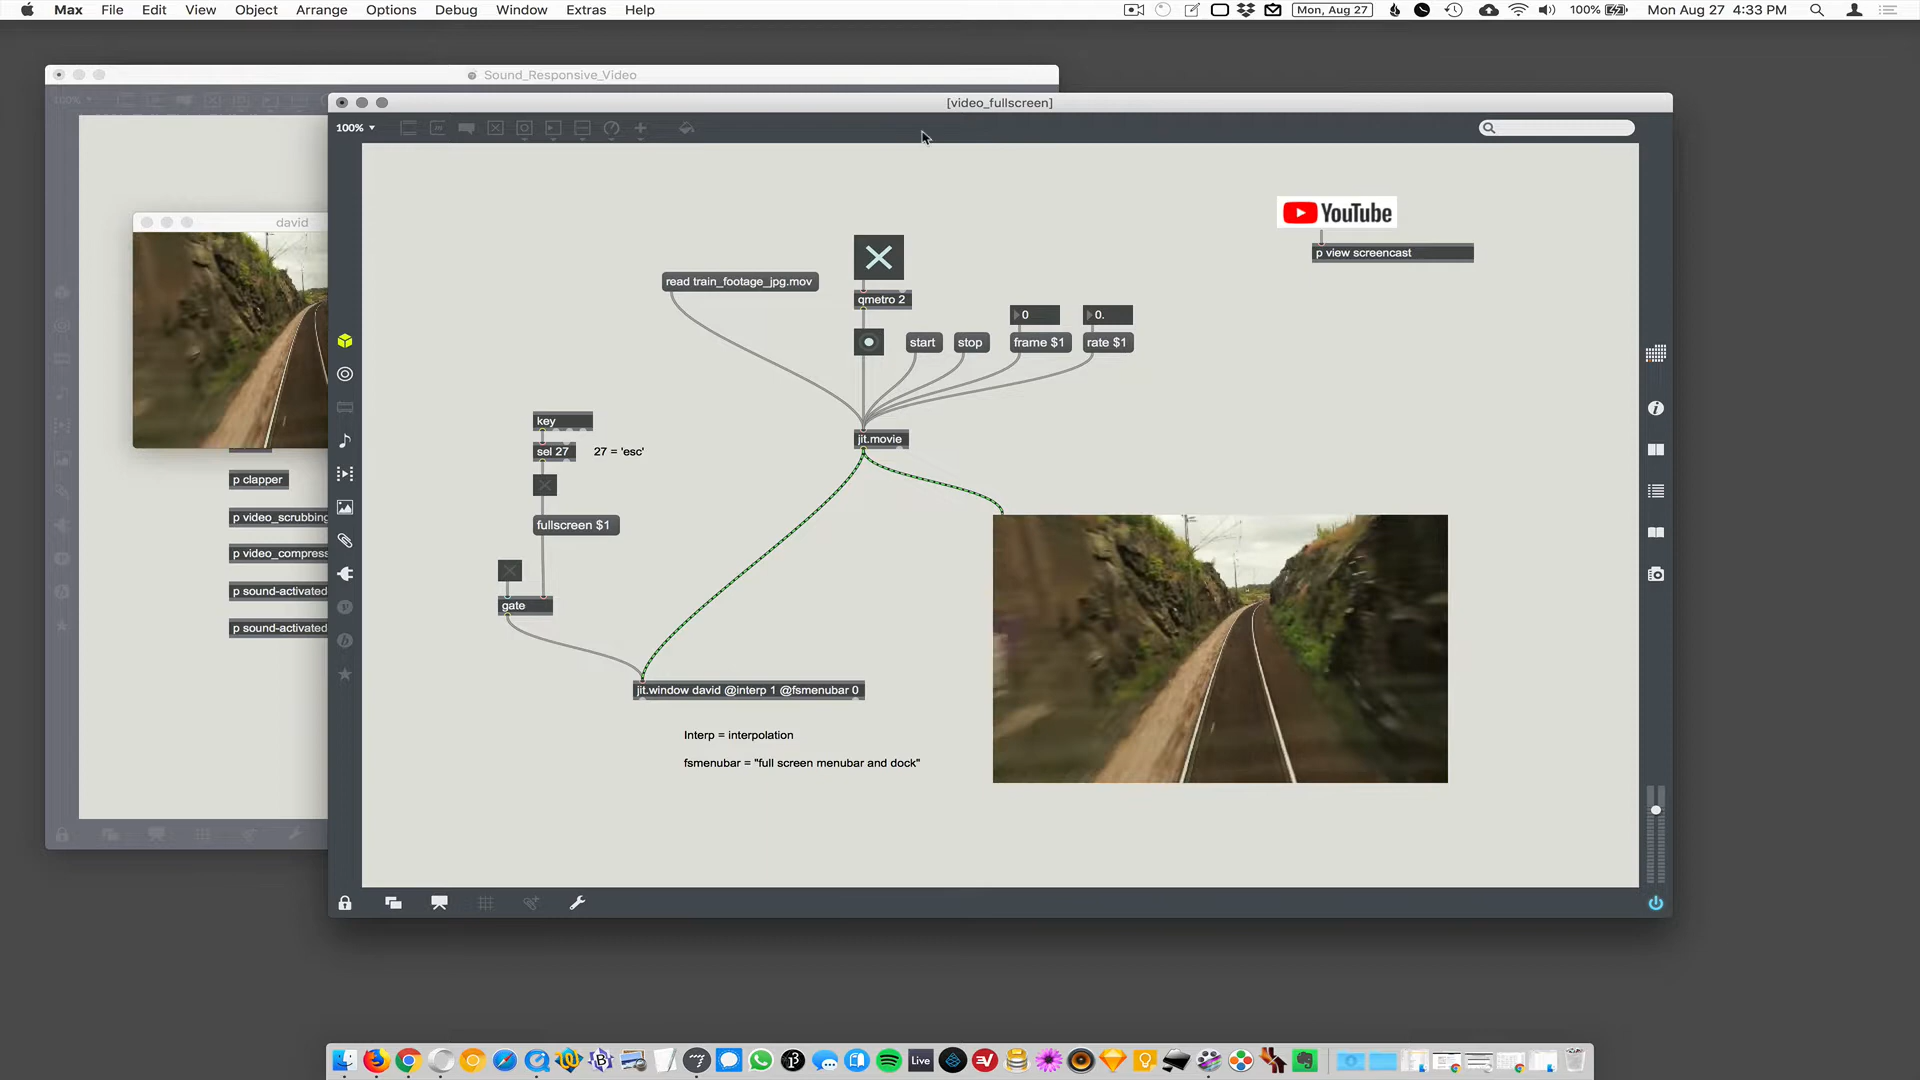 Max File Edit View Object Arrange Options Debug Window Extras Help
Mon, Aug 27
100%
Mon Aug 27 4:33 PM
Sound_Responsive_Video
[video_fullscreen]
100%
david
YouTube
p view screencast
read train_footage_jpg.mov
qmetro 2
0
0.
start
stop
frame $1
rate $1
key
sel 27
27 = 'esc'
jit.movie
p clapper
p video_scrubbing
p video_compress
p sound-activated
p sound-activated
fullscreen $1
gate
jit.window david @interp 1 @fsmenubar 0
Interp = interpolation
fsmenubar = "full screen menubar and dock"
Live